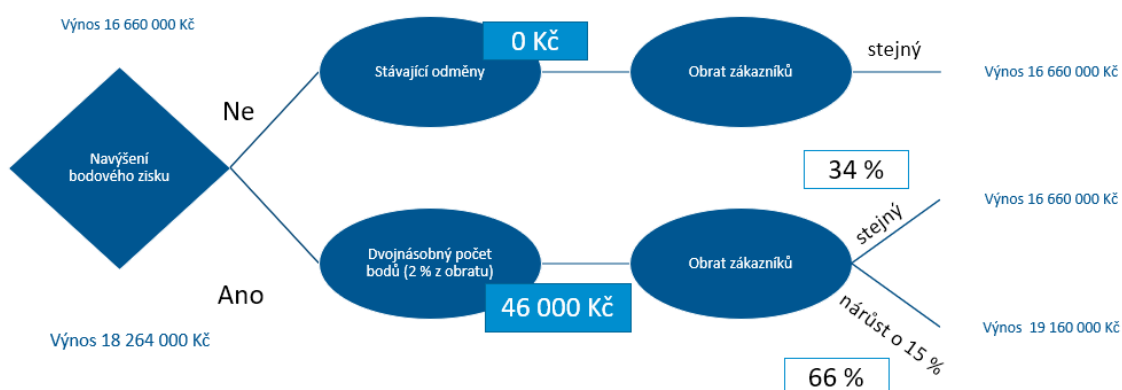 Výnos 16 660 000 Kč
Ne
Stávající odměny
0 Kč
Obrat zákazníků
stejný
Výnos 16 660 000 Kč
Navýšení
bodového zisku
34 %
Ano
Dvojnásobný počet
bodů (2 % z obratu)
46 000 Kč
Obrat zákazníků
stejný
Výnos 16 660 000 Kč
nárůst o 15 %
Výnos 19 160 000 Kč
66 %
Výnos 18 264 000 Kč